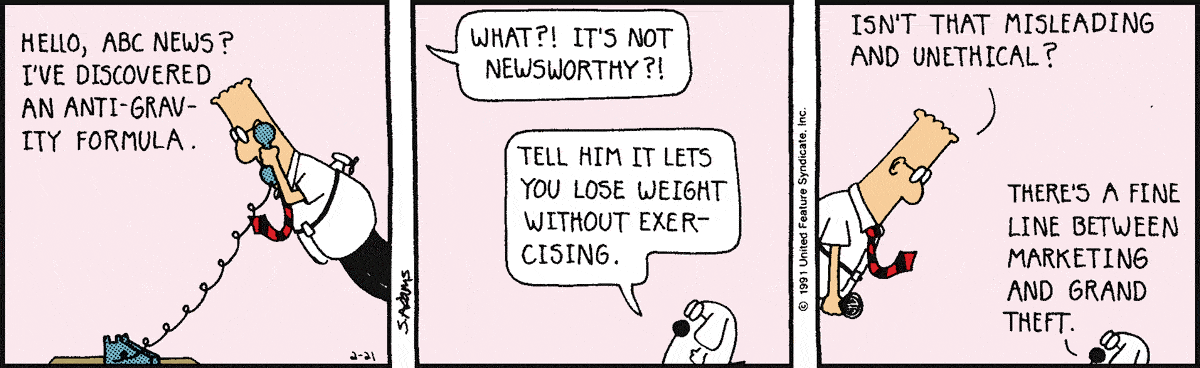 HELLO, ABC NEWS?
I'VE DISCOVERED
AN ANTI-GRAV-
ITY FORMULA.
2-21
S.ADAMS
WHAT?! IT'S NOT
NEWSWORTHY?!
TELL HIM IT LETS
YOU LOSE WEIGHT
WITHOUT EXER-
CISING.
© 1991 United Feature Syndicate, Inc.
ISN'T THAT MISLEADING
AND UNETHICAL?
THERE'S A FINE
LINE BETWEEN
MARKETING
AND GRAND
THEFT.